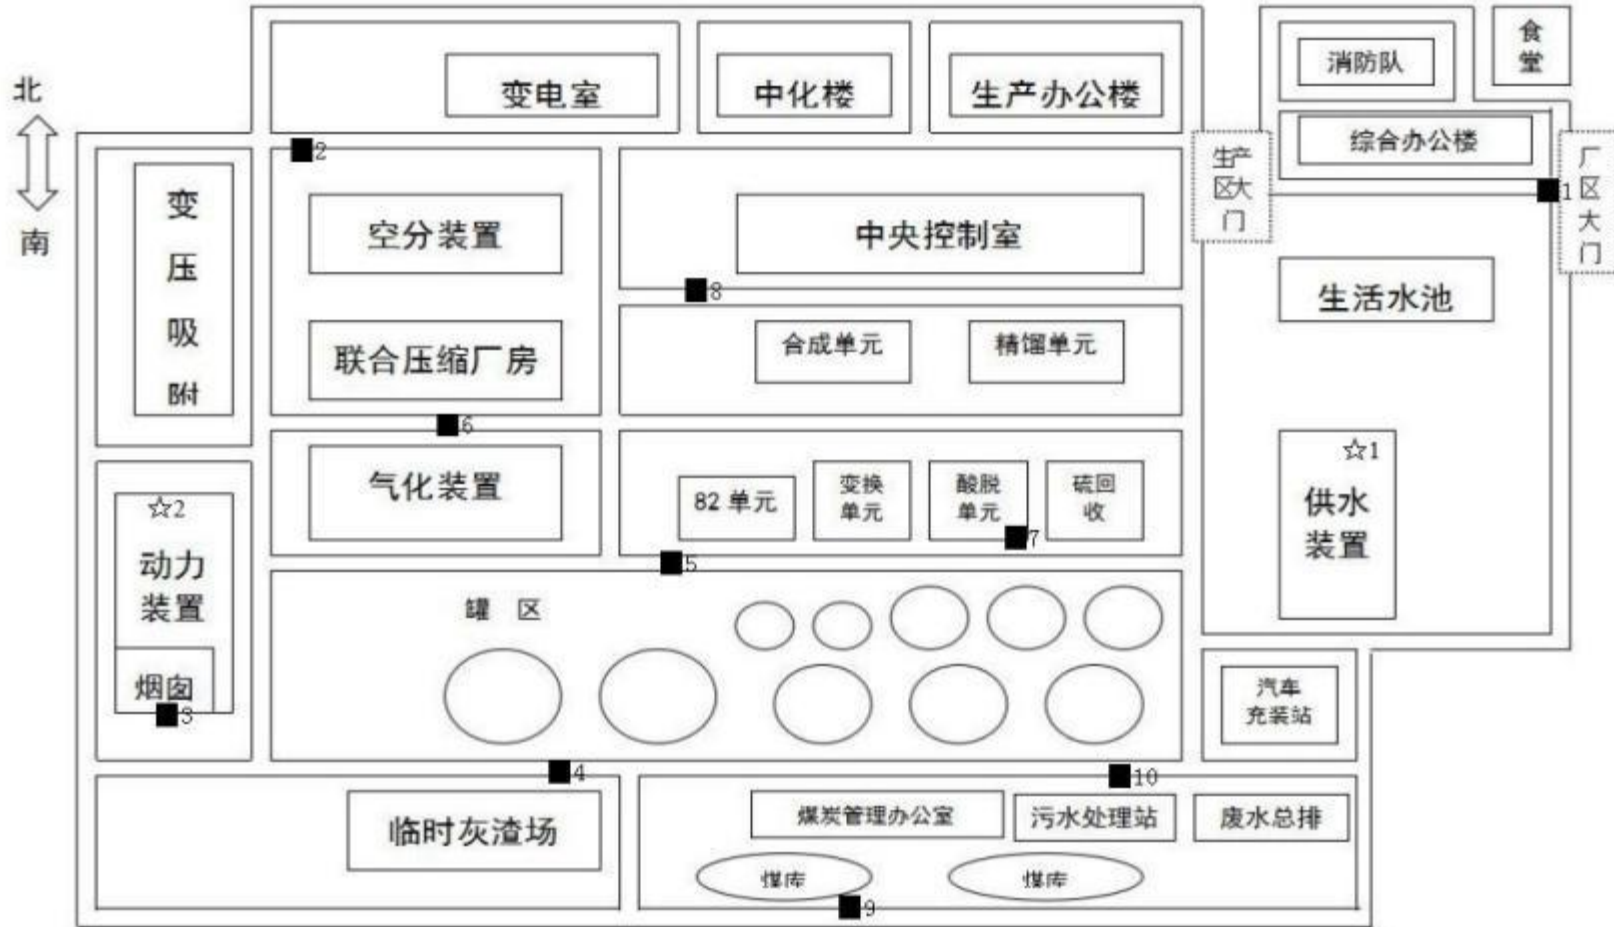 北
南
变电室
中化楼
生产办公楼
消防队
食
堂
综合办公楼
生产
区大
门
厂
区
大
门
1
2
变
压
吸
附
空分装置
中央控制室
8
生活水池
联合压缩厂房
合成单元
精馏单元
6
气化装置
82 单元
变换
单元
酸脱
单元
7
硫回
收
5
☆1
供水
装置
☆2
动力
装置
烟囱
3
罐 区
汽车
充装站
4
10
临时灰渣场
煤炭管理办公室
污水处理站
废水总排
煤库
煤库
9